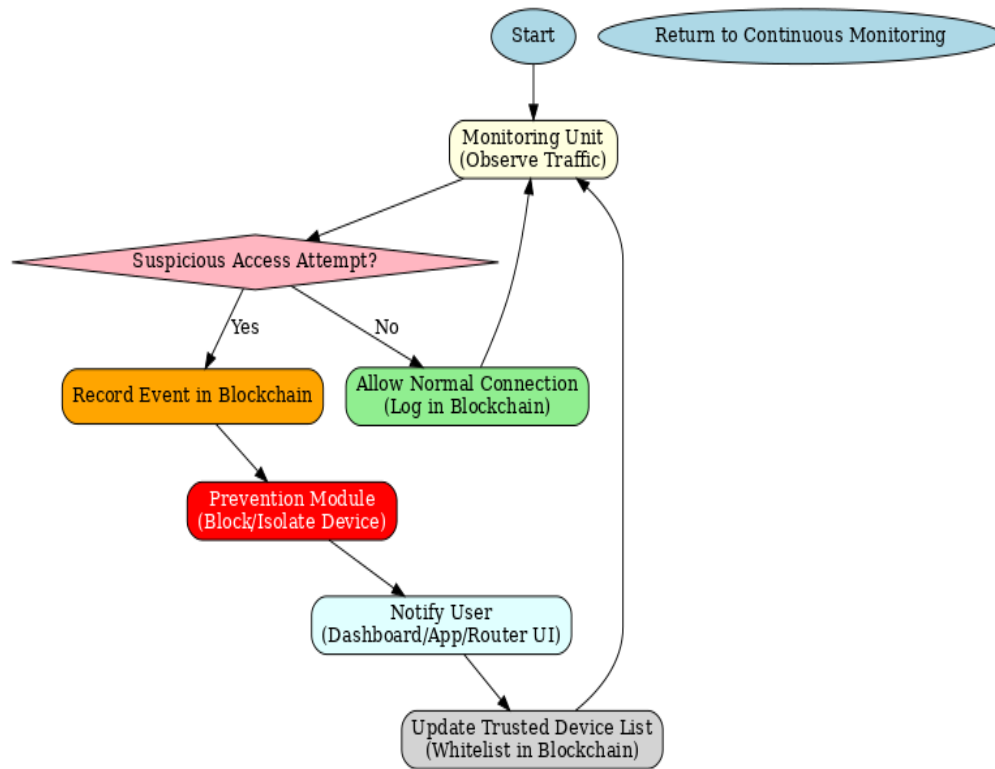 Start
Return to Continuous Monitoring
Monitoring Unit
(Observe Traffic)
Suspicious Access Attempt?
Yes
No
Record Event in Blockchain
Allow Normal Connection
(Log in Blockchain)
Prevention Module
(Block/Isolate Device)
Notify User
(Dashboard/App/Router UI)
Update Trusted Device List
(Whitelist in Blockchain)